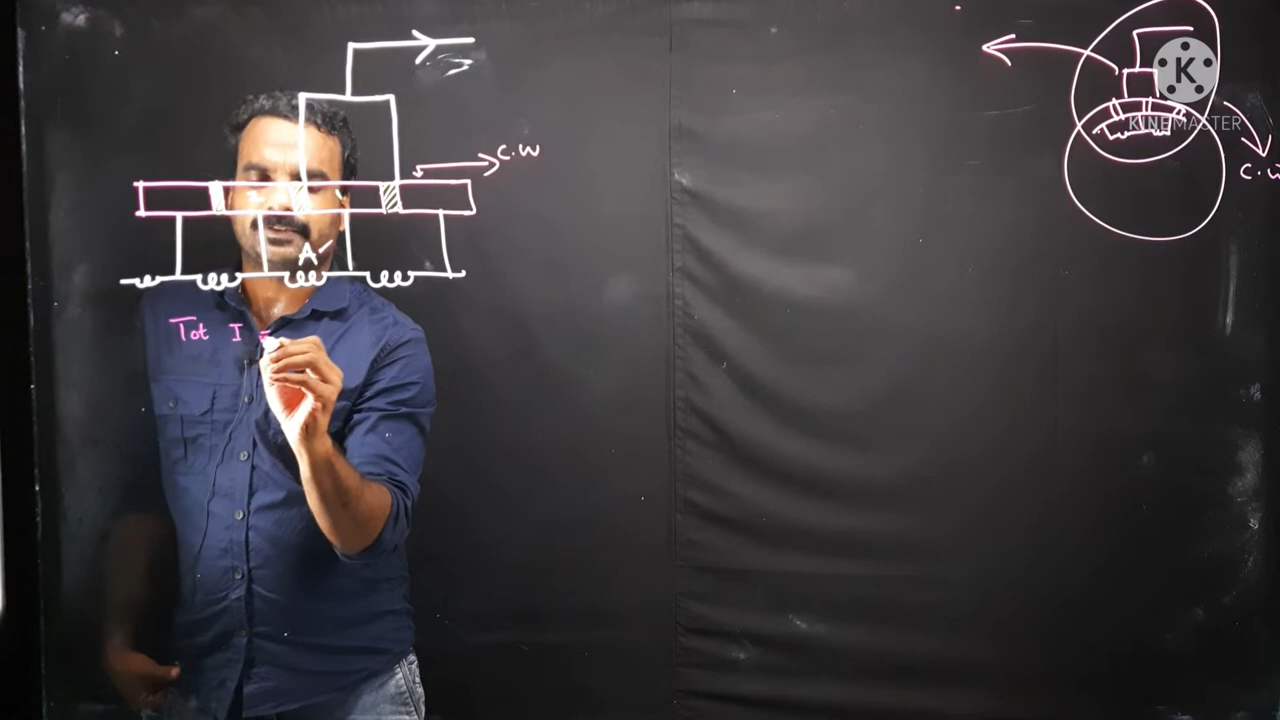 C.W
A
Tot I =
K
KINEMASTER
C.W